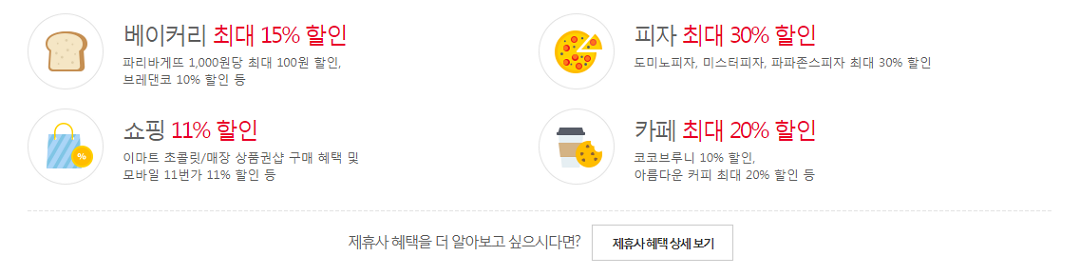 베이커리 최대 15% 할인
파리바게뜨 1,000원당 최대 100원 할인,
브레댄코 10% 할인 등
피자 최대 30% 할인
도미노피자, 미스터피자, 파파존스피자 최대 30% 할인
쇼핑 11% 할인
이마트 초콜릿/매장 상품권샵 구매 혜택 및
모바일 11번가 11% 할인 등
%
카페 최대 20% 할인
코코브루니 10% 할인,
아름다운 커피 최대 20% 할인 등
제휴사 혜택을 더 알아보고 싶으시다면?
제휴사 혜택 상세 보기